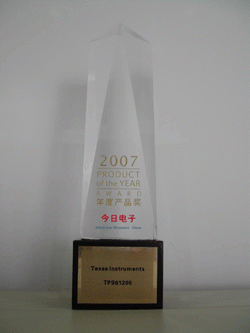 2007
PRODUCT
of the YEAR
AWARD
年度产品奖
今日电子
Texas Instruments
TPS61200